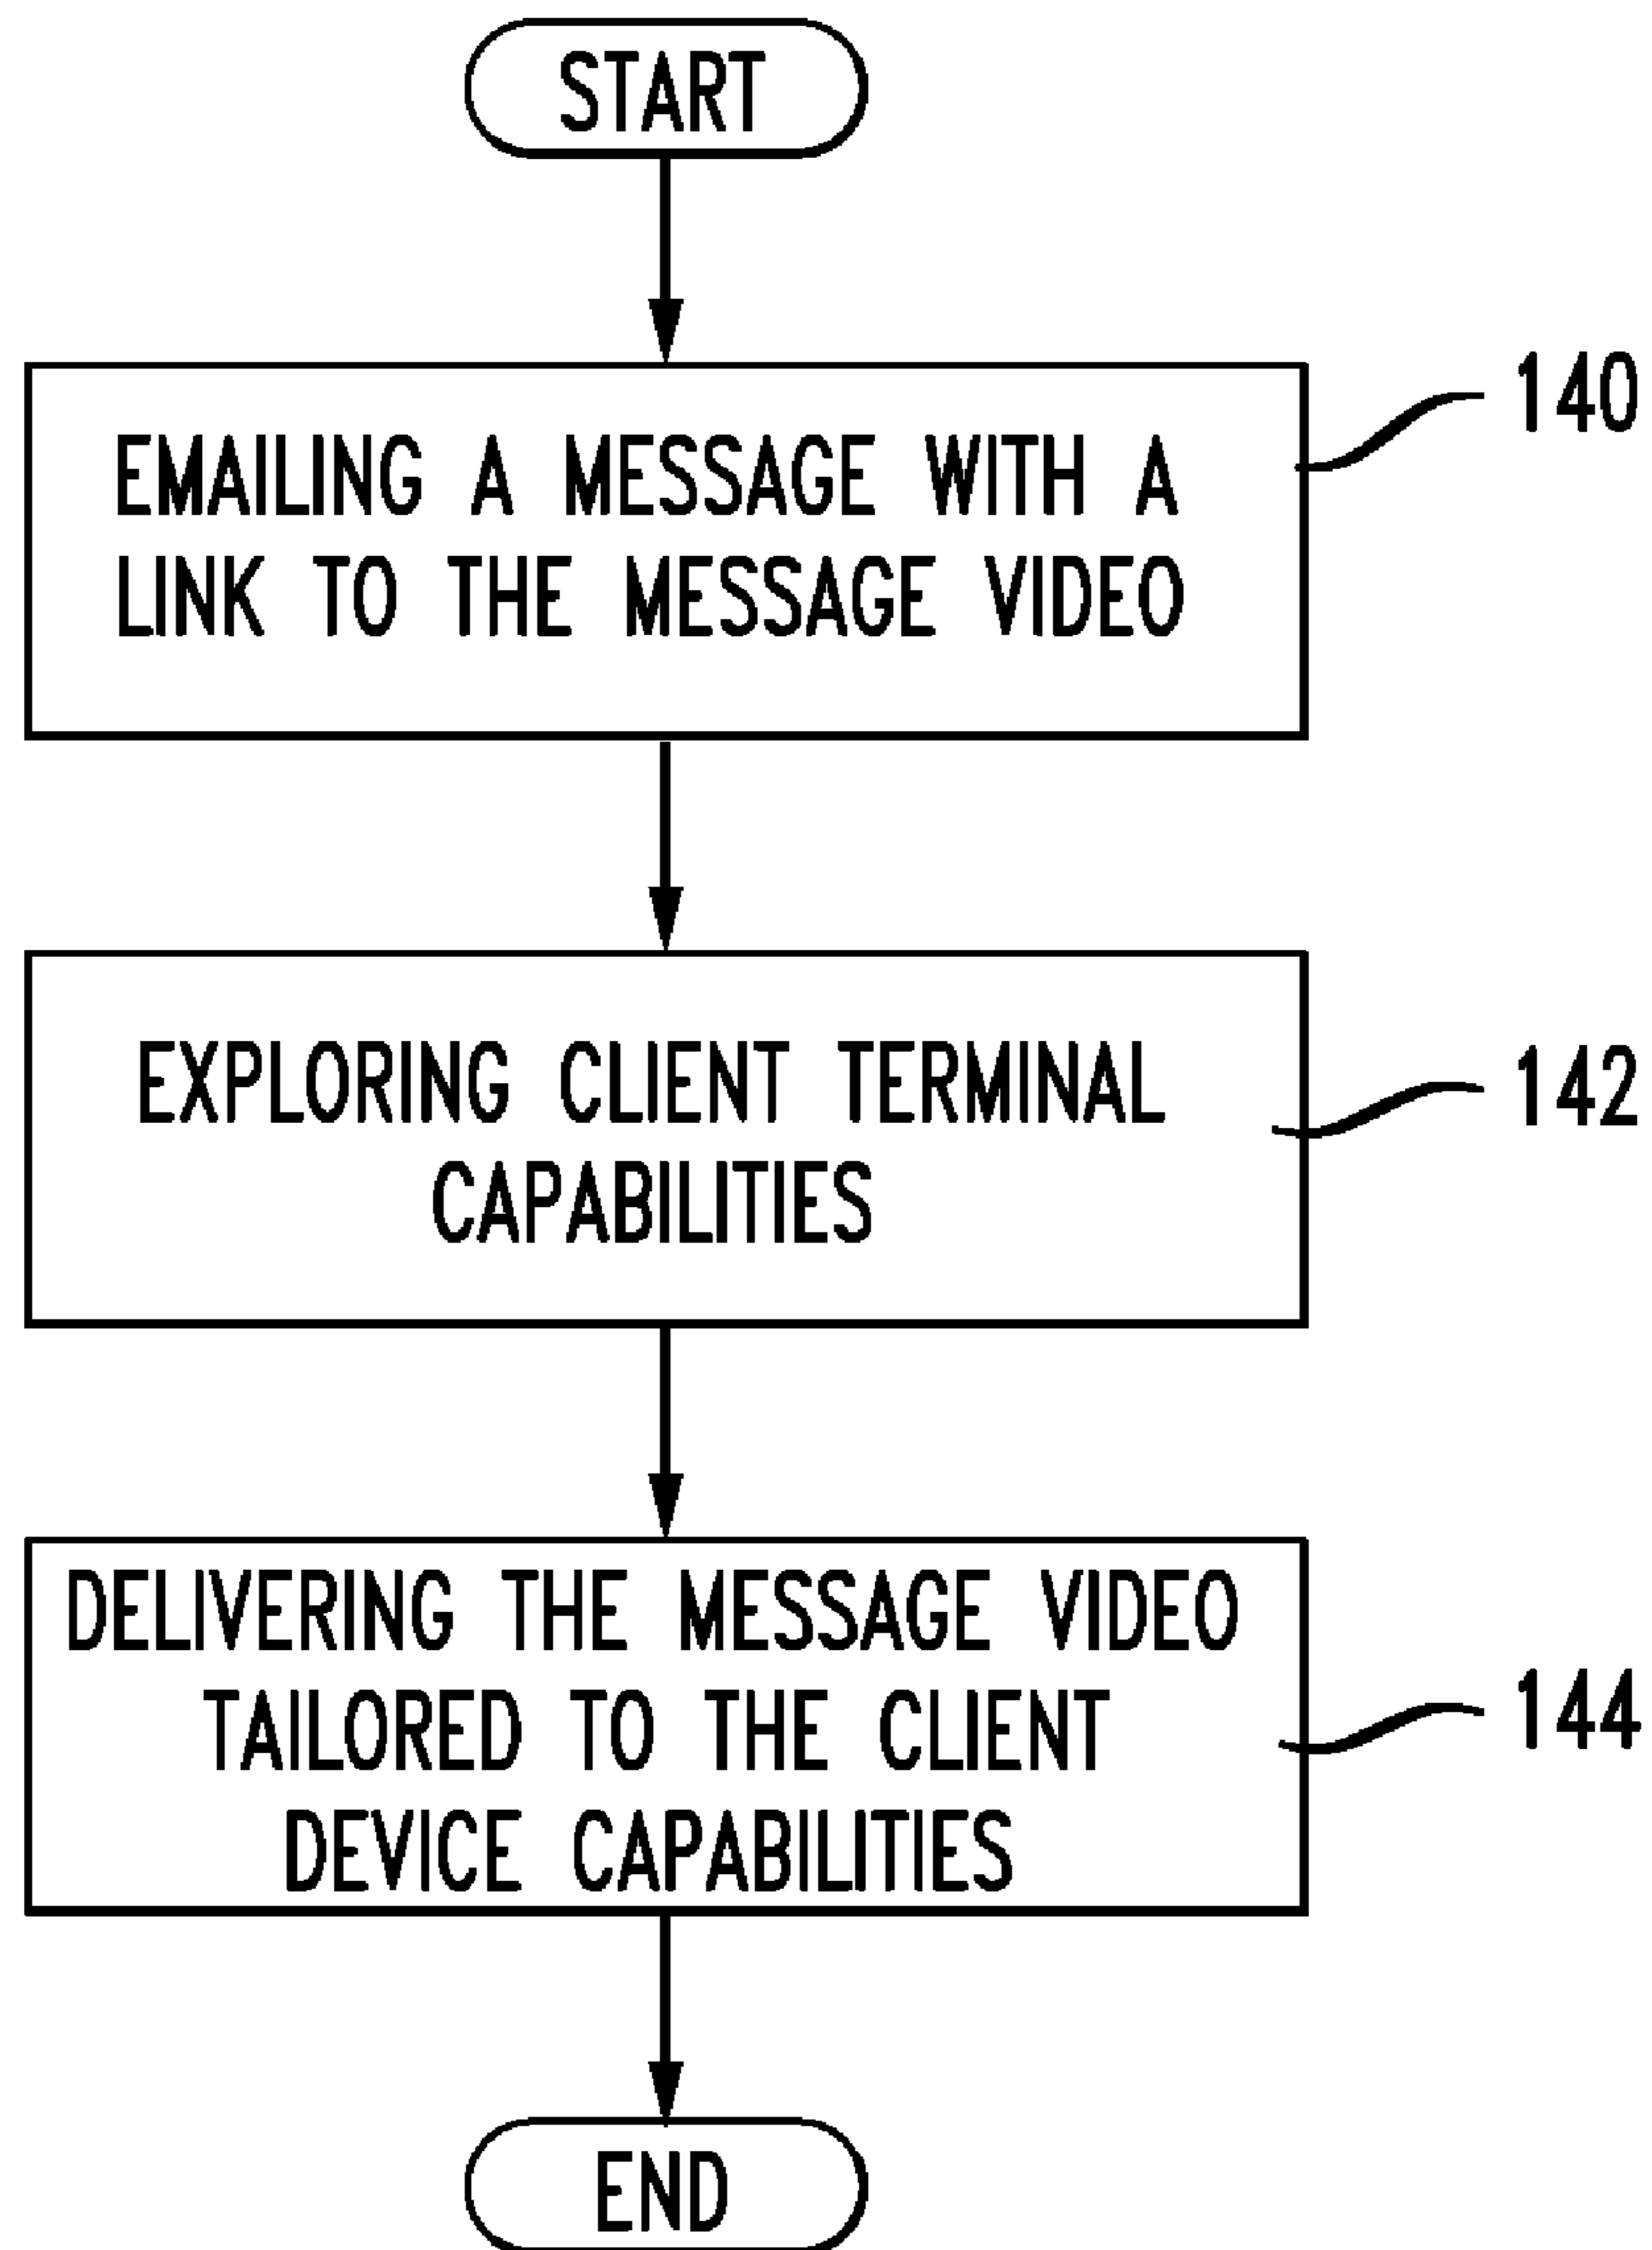 START
140
EMAILING A MESSAGE WITH A
LINK TO THE MESSAGE VIDEO
142
EXPLORING CLIENT TERMINAL
CAPABILITIES
DELIVERING THE MESSAGE VIDEO
144
TAILORED TO THE CLIENT
DEVICE CAPABILITIES
END